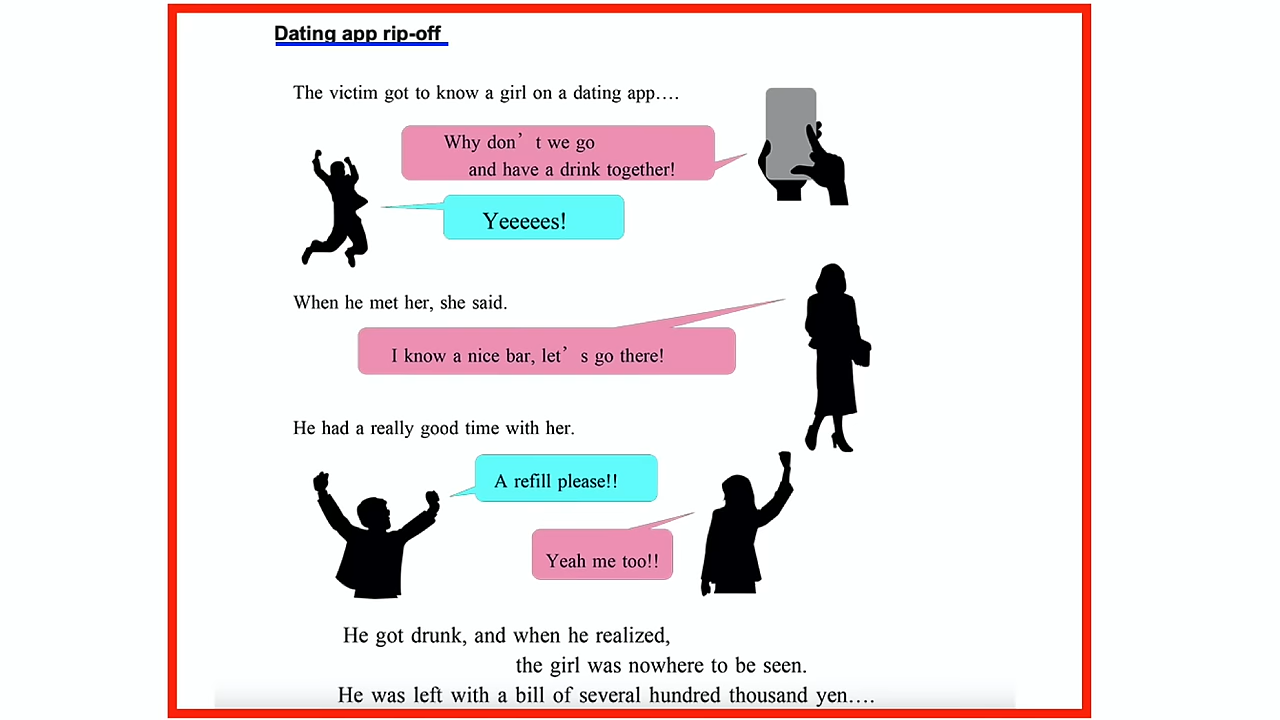 Dating app rip-off
The victim got to know a girl on a dating app….
Why don’t we go
and have a drink together!
Yeeeees!
When he met her, she said.
I know a nice bar, let’s go there!
He had a really good time with her.
A refill please!!
Yeah me too!!
He got drunk, and when he realized,
the girl was nowhere to be seen.
He was left with a bill of several hundred thousand yen….